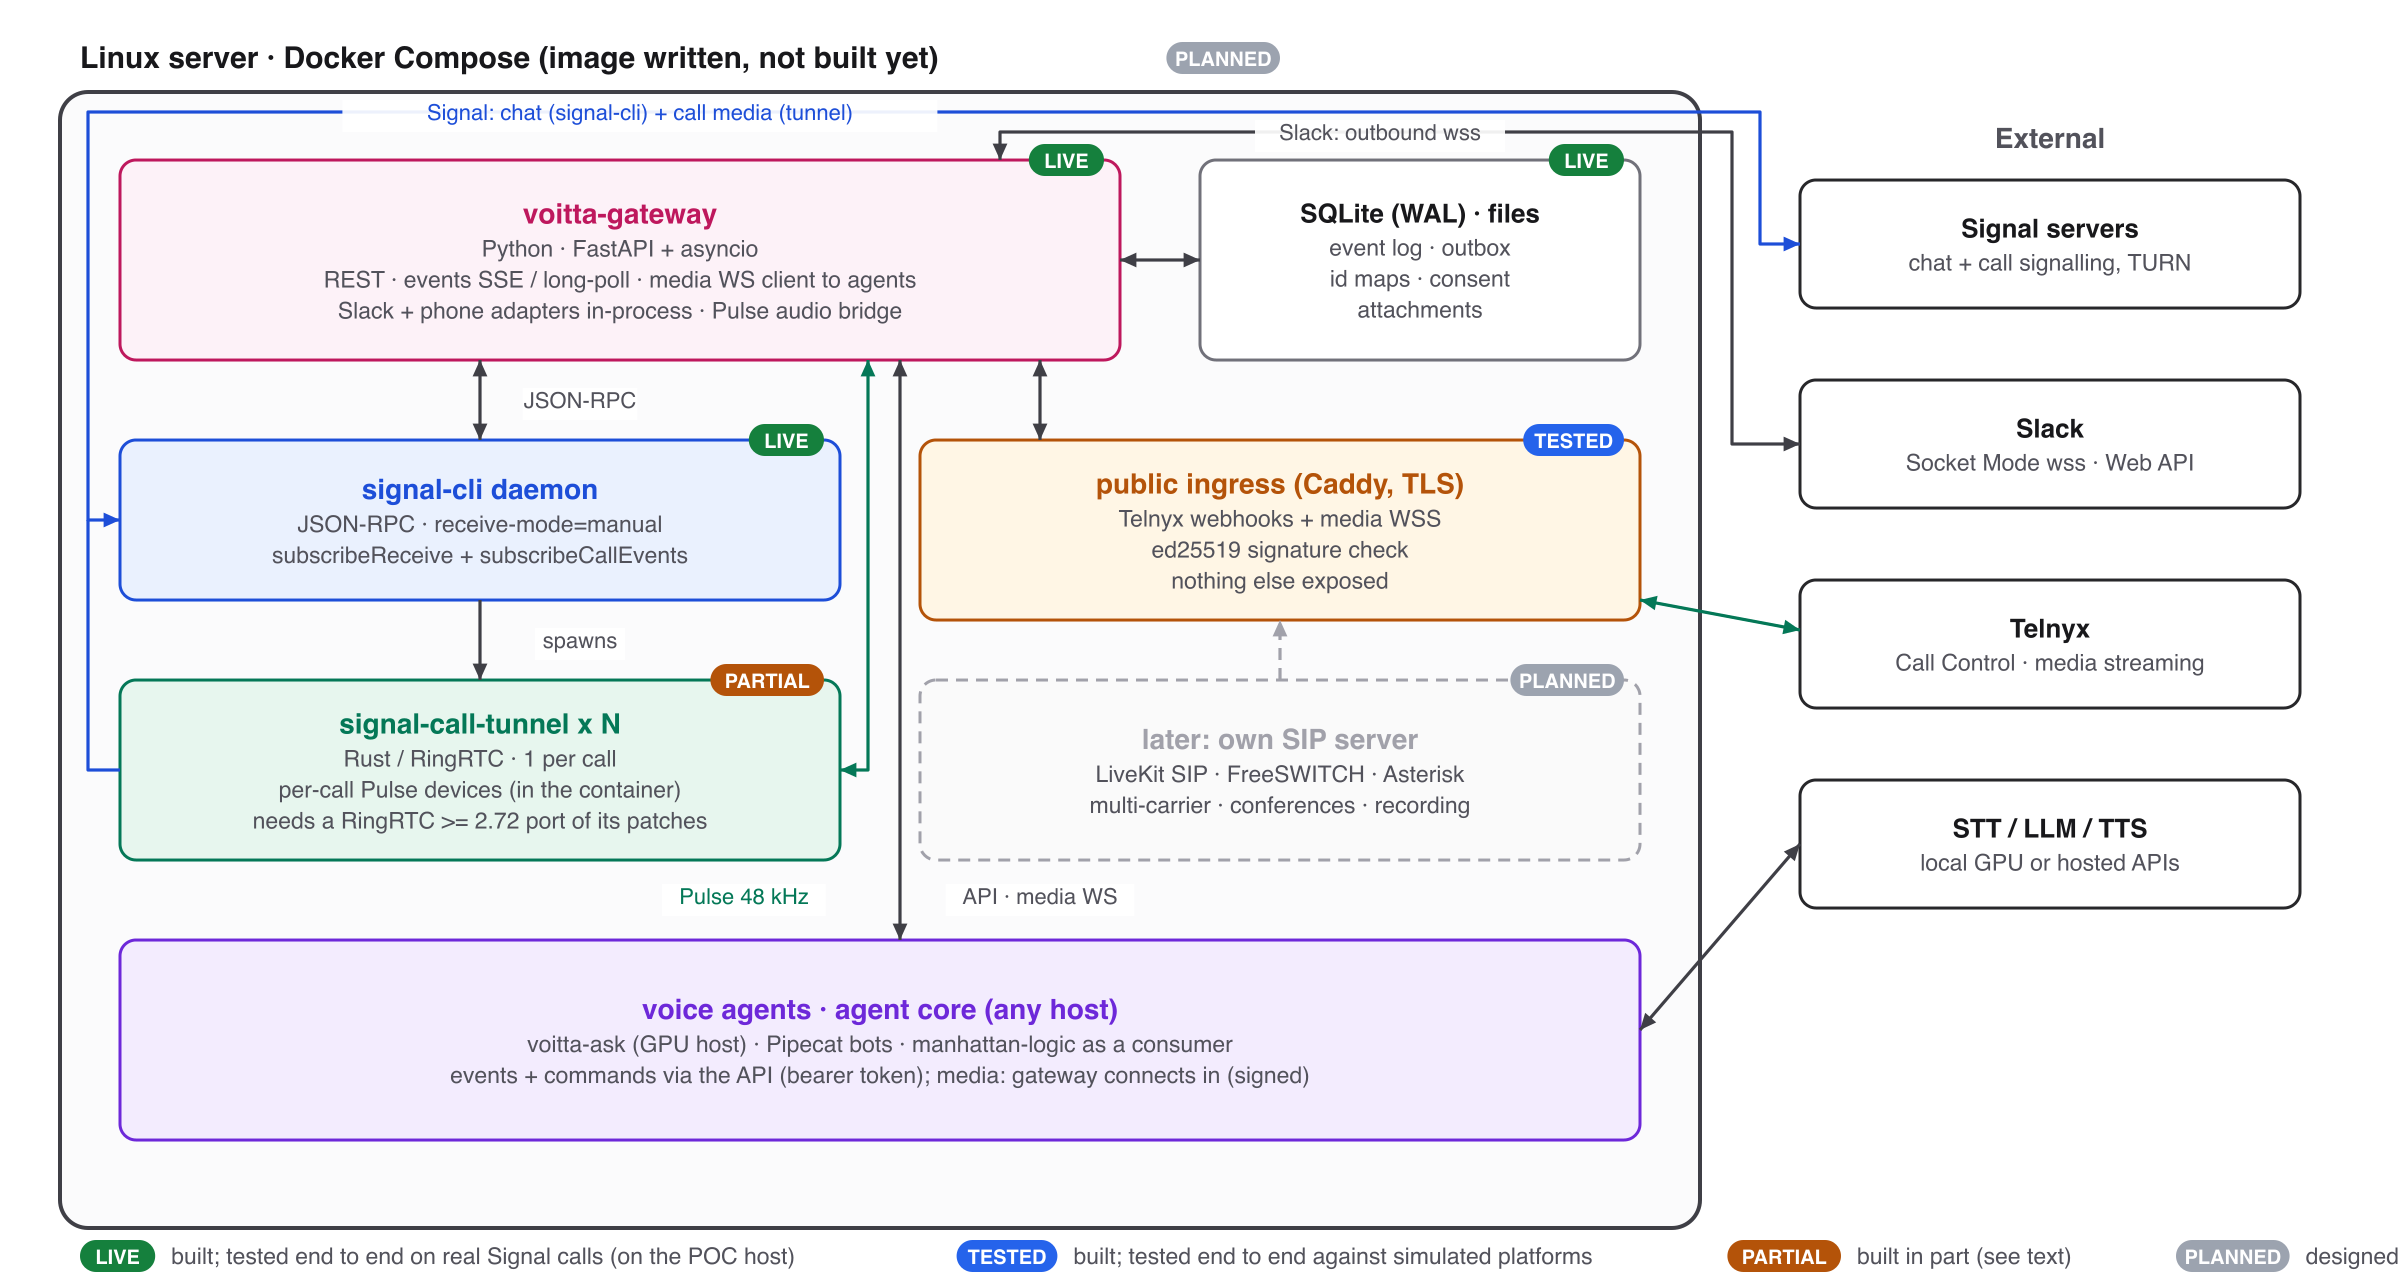 Linux server · Docker Compose (image written, not built yet)
PLANNED
Signal: chat (signal-cli) + call media (tunnel)
Slack: outbound wss
External
LIVE
voitta-gateway
Python · FastAPI + asyncio
REST · events SSE / long-poll · media WS client to agents
Slack + phone adapters in-process · Pulse audio bridge
LIVE
SQLite (WAL) · files
event log · outbox
id maps · consent
attachments
Signal servers
chat + call signalling, TURN
JSON-RPC
LIVE
signal-cli daemon
JSON-RPC · receive-mode=manual
subscribeReceive + subscribeCallEvents
TESTED
public ingress (Caddy, TLS)
Telnyx webhooks + media WSS
ed25519 signature check
nothing else exposed
Slack
Socket Mode wss · Web API
spawns
Telnyx
Call Control · media streaming
PARTIAL
signal-call-tunnel x N
Rust / RingRTC · 1 per call
per-call Pulse devices (in the container)
needs a RingRTC >= 2.72 port of its patches
PLANNED
later: own SIP server
LiveKit SIP · FreeSWITCH · Asterisk
multi-carrier · conferences · recording
STT / LLM / TTS
local GPU or hosted APIs
Pulse 48 kHz
API · media WS
voice agents · agent core (any host)
voitta-ask (GPU host) · Pipecat bots · manhattan-logic as a consumer
events + commands via the API (bearer token); media: gateway connects in (signed)
LIVE built; tested end to end on real Signal calls (on the POC host)
TESTED built; tested end to end against simulated platforms
PARTIAL built in part (see text)
PLANNED designed